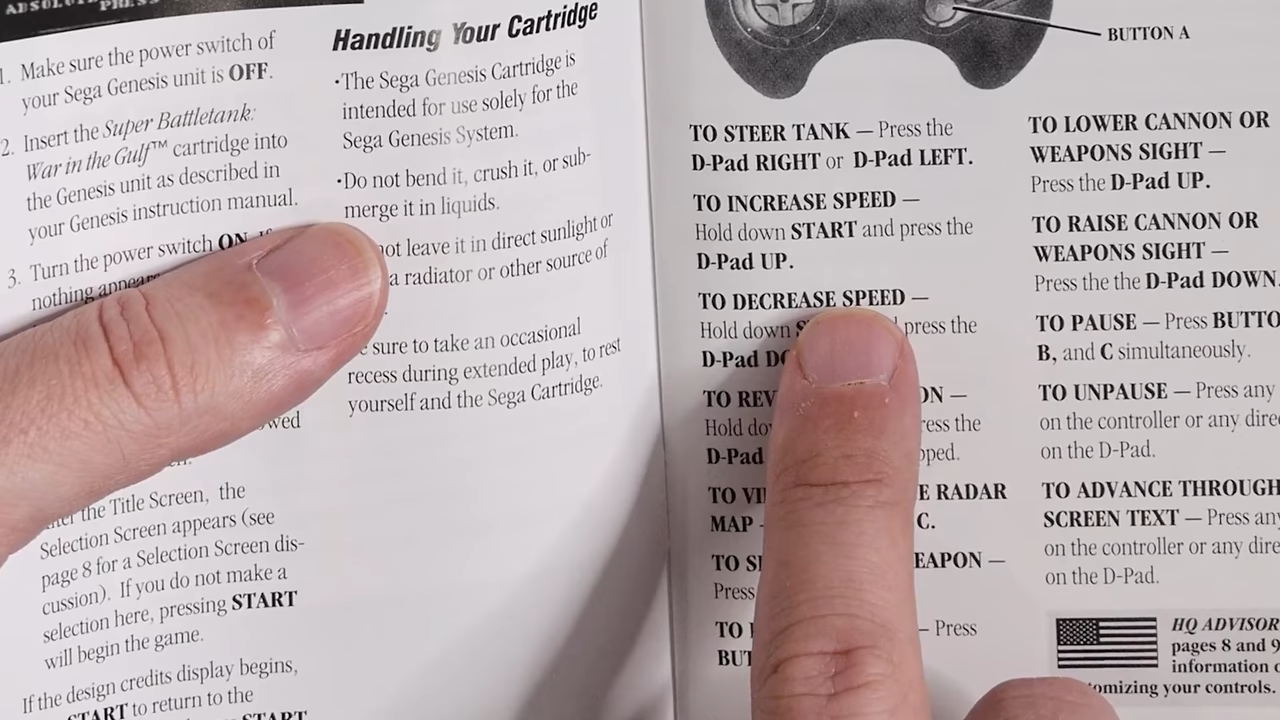 ABSOLUTE
PRESS
1. Make sure the power switch of
your Sega Genesis unit is OFF.
2. Insert the Super Battletank:
War in the Gulf™ cartridge into
the Genesis unit as described in
your Genesis instruction manual.
3. Turn the power switch ON. If
nothing appears
owed
After the Title Screen, the
Selection Screen appears (see
page 8 for a Selection Screen dis-
cussion). If you do not make a
selection here, pressing START
will begin the game.
If the design credits display begins,
START to return to the
START
Handling Your Cartridge
•The Sega Genesis Cartridge is
intended for use solely for the
Sega Genesis System.
•Do not bend it, crush it, or sub-
merge it in liquids.
not leave it in direct sunlight or
a radiator or other source of
sure to take an occasional
recess during extended play, to rest
yourself and the Sega Cartridge.
BUTTON A
TO STEER TANK — Press the
D-Pad RIGHT or D-Pad LEFT.
TO INCREASE SPEED —
Hold down START and press the
D-Pad UP.
TO DECREASE SPEED —
Hold down press the
D-Pad
TO
Hold
D-Pad
TO RADAR
MAP — C.
TO
Press
TO — Press
TO LOWER CANNON OR
WEAPONS SIGHT —
Press the D-Pad UP.
TO RAISE CANNON OR
WEAPONS SIGHT —
Press the the D-Pad DOWN.
TO PAUSE — Press
B, and C simultaneously.
TO UNPAUSE — Press any
on the controller or any
on the D-Pad.
TO ADVANCE THROUGH
SCREEN TEXT — Press any
on the controller or any
on the D-Pad.
HQ ADVISOR
pages 8 and 9
information
your controls.